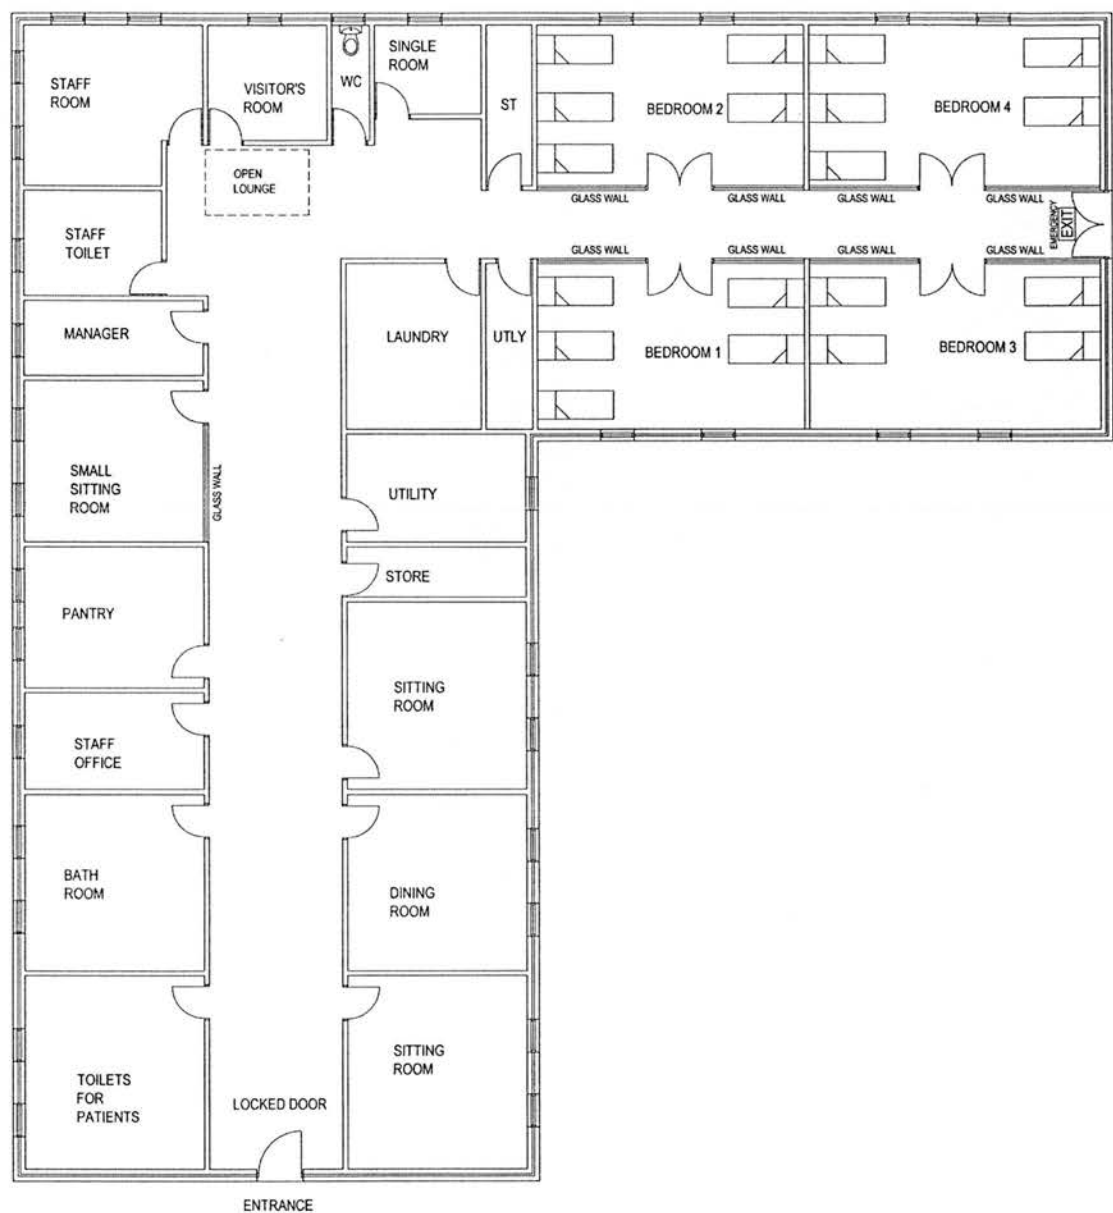 STAFF
ROOM
VISITOR'S
ROOM
WC
SINGLE
ROOM
ST
BEDROOM 2
BEDROOM 4
OPEN
LOUNGE
GLASS WALL
GLASS WALL
GLASS WALL
GLASS WALL
EMERGENCY
EXIT
STAFF
TOILET
GLASS WALL
GLASS WALL
GLASS WALL
GLASS WALL
MANAGER
LAUNDRY
UTLY
BEDROOM 1
BEDROOM 3
SMALL
SITTING
ROOM
GLASS WALL
UTILITY
STORE
PANTRY
SITTING
ROOM
STAFF
OFFICE
BATH
ROOM
DINING
ROOM
SITTING
ROOM
TOILETS
FOR
PATIENTS
LOCKED DOOR
ENTRANCE